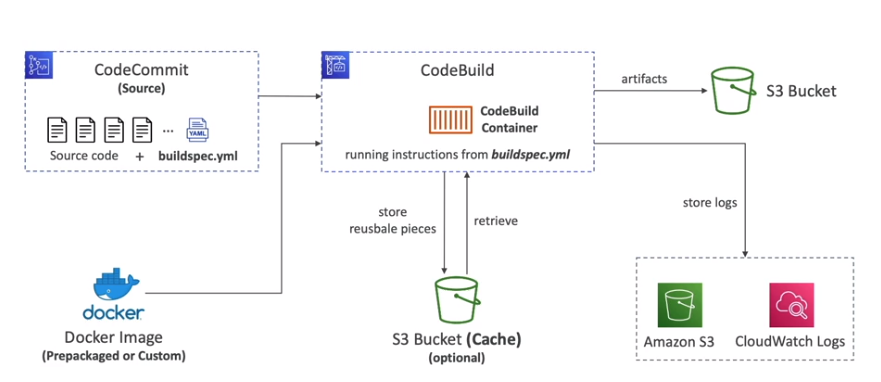 CodeCommit
(Source)
...
YAML
Source code + buildspec.yml
CodeBuild
CodeBuild
Container
running instructions from buildspec.yml
artifacts
S3 Bucket
store
reusbale pieces
retrieve
store logs
docker
Docker Image
(Prepackaged or Custom)
S3 Bucket (Cache)
(optional)
Amazon S3
CloudWatch Logs